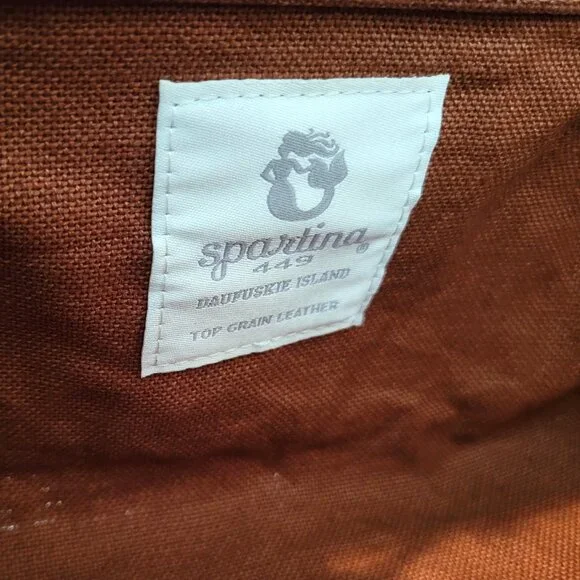 spartina®
449
DAUFUSKIE ISLAND
TOP GRAIN LEATHER